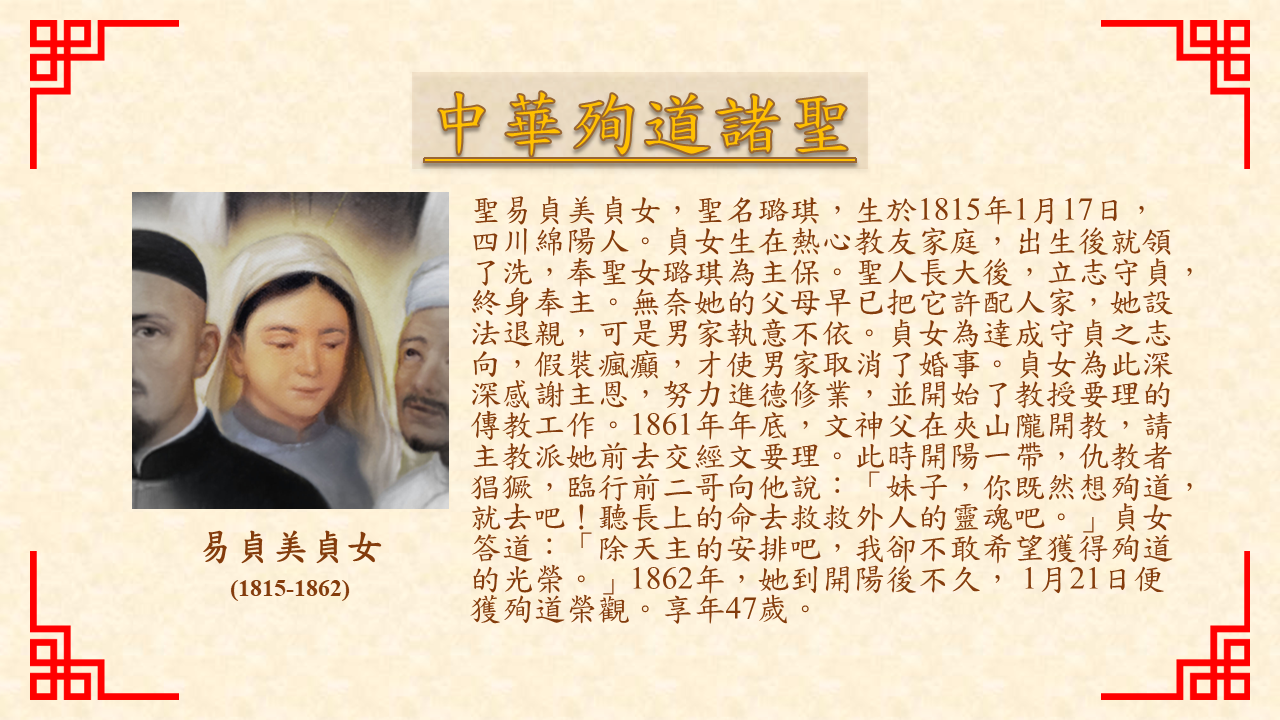 中華殉道諸聖
聖易貞美貞女，聖名璐琪，生於1815年1月17日，
四川綿陽人。貞女生在熱心教友家庭，出生後就領
了洗，奉聖女璐琪為主保。聖人長大後，立志守貞，
終身奉主。無奈她的父母早已把它許配人家，她設
法退親，可是男家執意不依。貞女為達成守貞之志
向，假裝瘋癲，才使男家取消了婚事。貞女為此深
深感謝主恩，努力進德修業，並開始了教授要理的
傳教工作。1861年年底，文神父在夾山隴開教，請
主教派她前去交經文要理。此時開陽一帶，仇教者
猖獗，臨行前二哥向他說：「妹子，你既然想殉道，
就去吧！聽長上的命去救救外人的靈魂吧。」貞女
答道：「除天主的安排吧，我卻不敢希望獲得殉道
的光榮。」1862年，她到開陽後不久， 1月21日便
獲殉道榮觀。享年47歲。
易貞美貞女
(1815-1862)